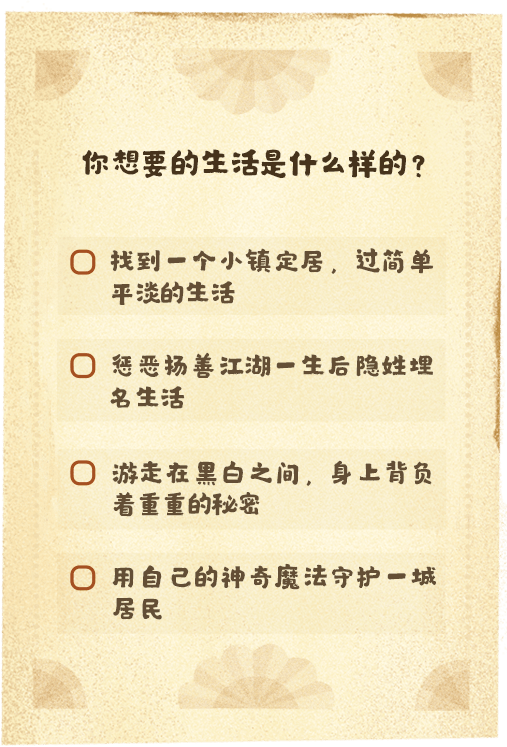 你想要的生活是什么样的？
找到一个小镇定居，过简单
平淡的生活
惩恶扬善江湖一生后隐姓埋
名生活
游走在黑白之间，身上背负
着重重的秘密
用自己的神奇魔法守护一城
居民